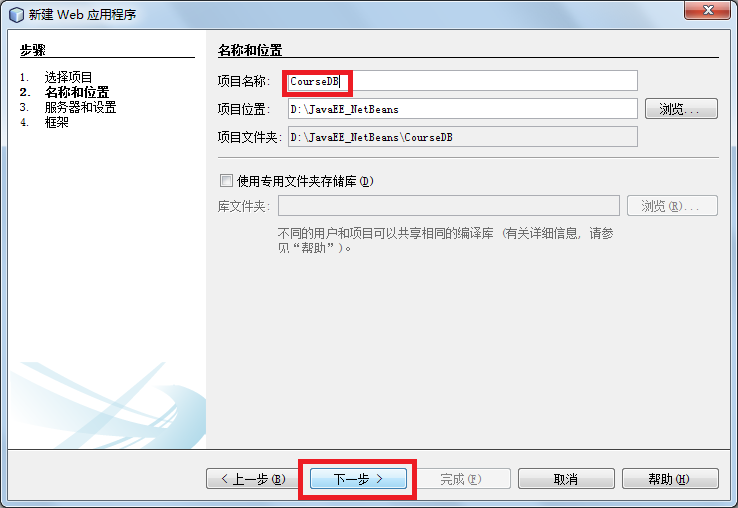 新建 Web 应用程序
步骤
1. 选择项目
2. 名称和位置
3. 服务器和设置
4. 框架
名称和位置
项目名称: CourseDB
项目位置: D:\JavaEE_NetBeans 浏览...
项目文件夹: D:\JavaEE_NetBeans\CourseDB
使用专用文件夹存储库(D)
库文件夹: 浏览(R)...
不同的用户和项目可以共享相同的编译库 (有关详细信息, 请参
见“帮助”)。
< 上一步(B) 下一步 > 完成(F) 取消 帮助(H)